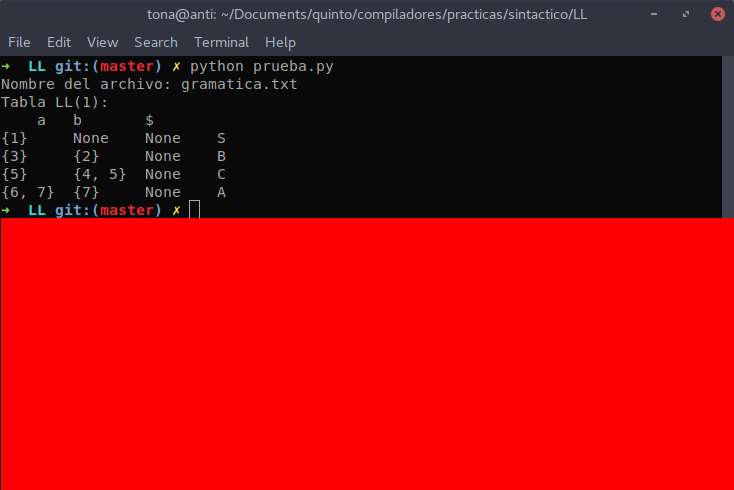 tona@anti: ~/Documents/quinto/compiladores/practicas/sintactico/LL
File Edit View Search Terminal Help
➜ LL git:(master) ✗ python prueba.py
Nombre del archivo: gramatica.txt
Tabla LL(1):
a b $
{1} None None S
{3} {2} None B
{5} {4, 5} None C
{6, 7} {7} None A
➜ LL git:(master) ✗